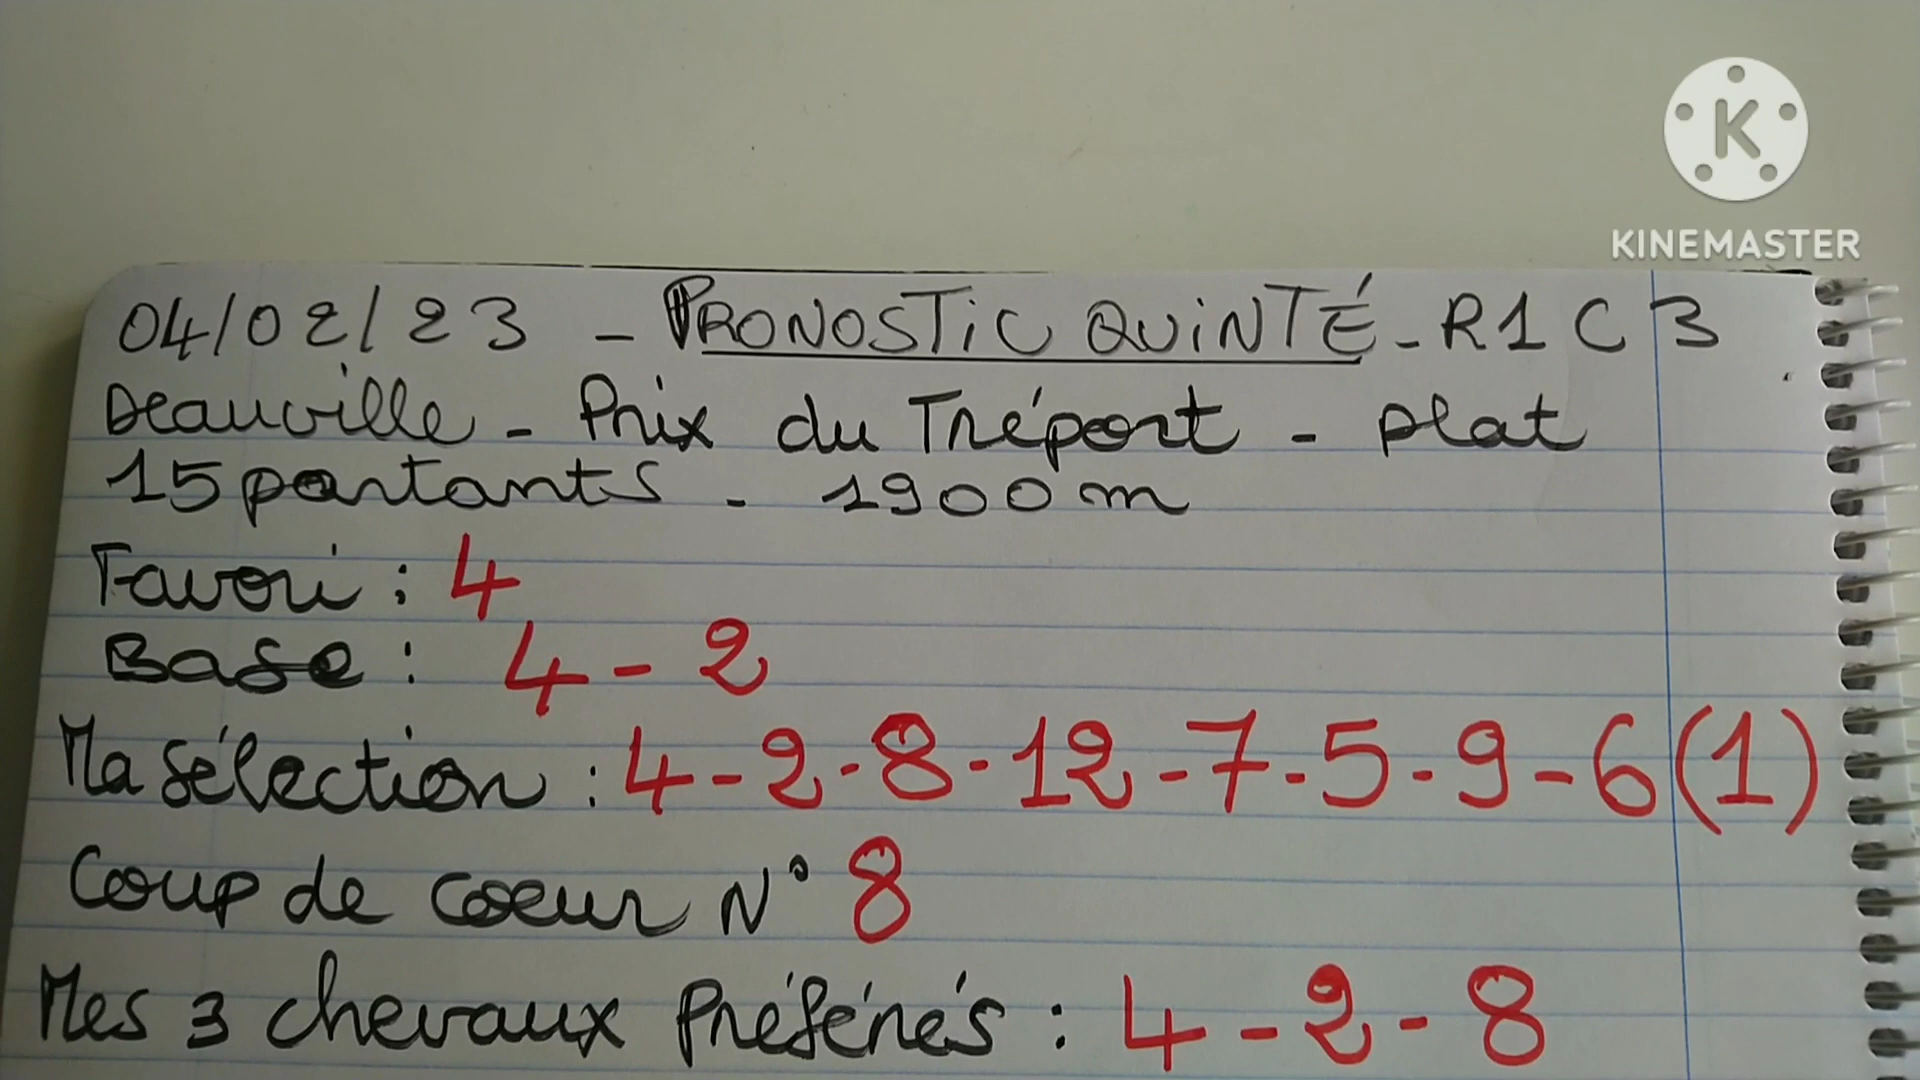 K
KINEMASTER
04/02/23 - PRONOSTIC QUINTÉ - R1 C3
Deauville - Prix du Tréport - plat
15 partants - 1900m
Favori : 4
Base : 4 - 2
Ma sélection : 4 - 2 - 8 - 12 - 7 - 5 - 9 - 6 (1)
Coup de coeur N° 8
Mes 3 chevaux Préférés : 4 - 2 - 8